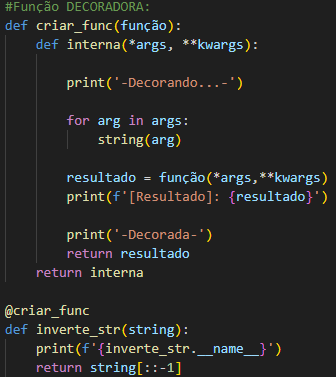 #Função DECORADORA:
def criar_func(função):
    def interna(*args, **kwargs):
        print('-Decorando...-')
        for arg in args:
            string(arg)
        resultado = função(*args,**kwargs)
        print(f'[Resultado]: {resultado}')
        print('-Decorada-')
        return resultado
    return interna
@criar_func
def inverte_str(string):
    print(f'{inverte_str.__name__}')
    return string[::-1]